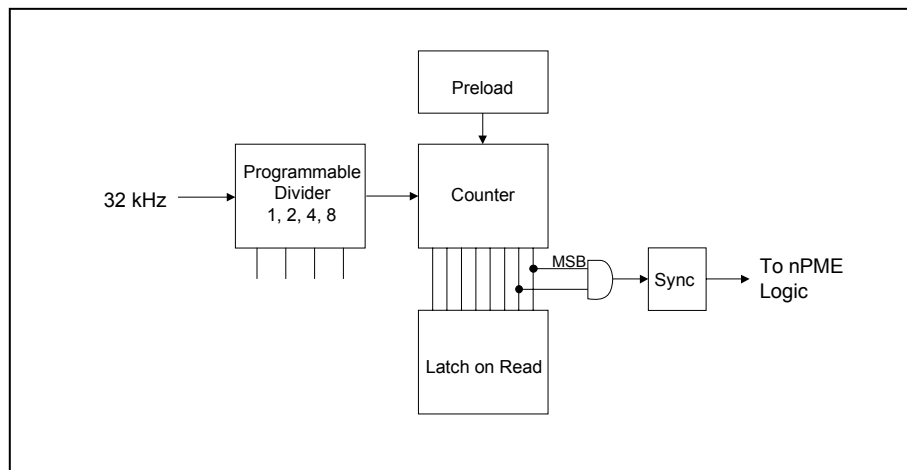 Preload
Programmable
Divider
1, 2, 4, 8
32 kHz
Counter
MSB
Sync
To nPME
Logic
Latch on Read